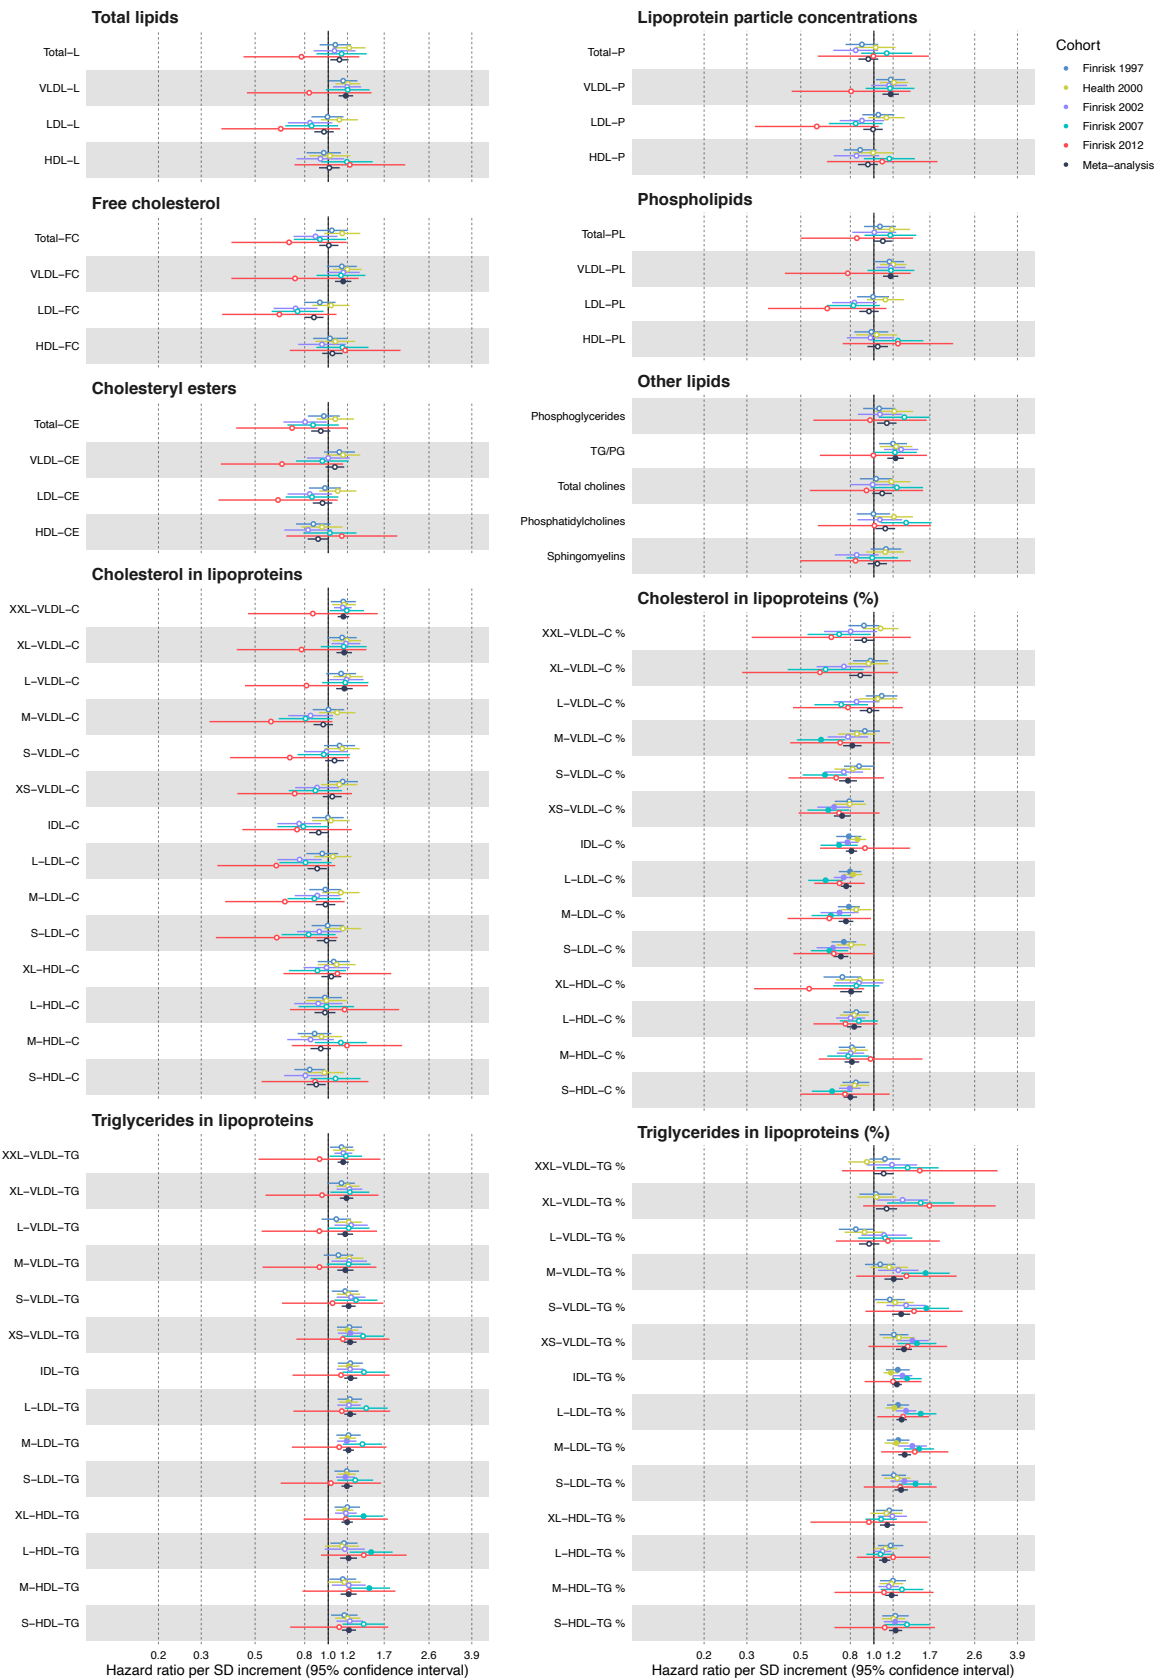 Total lipids
Total−L
VLDL−L
LDL−L
HDL−L
Free cholesterol
Total−FC
VLDL−FC
LDL−FC
HDL−FC
Cholesteryl esters
Total−CE
VLDL−CE
LDL−CE
HDL−CE
Cholesterol in lipoproteins
XXL−VLDL−C
XL−VLDL−C
L−VLDL−C
M−VLDL−C
S−VLDL−C
XS−VLDL−C
IDL−C
L−LDL−C
M−LDL−C
S−LDL−C
XL−HDL−C
L−HDL−C
M−HDL−C
S−HDL−C
Triglycerides in lipoproteins
XXL−VLDL−TG
XL−VLDL−TG
L−VLDL−TG
M−VLDL−TG
S−VLDL−TG
XS−VLDL−TG
IDL−TG
L−LDL−TG
M−LDL−TG
S−LDL−TG
XL−HDL−TG
L−HDL−TG
M−HDL−TG
S−HDL−TG
0.2 0.3 0.5 0.8 1.0 1.2 1.7 2.6 3.9
Hazard ratio per SD increment (95% confidence interval)
Lipoprotein particle concentrations
Total−P
VLDL−P
LDL−P
HDL−P
Phospholipids
Total−PL
VLDL−PL
LDL−PL
HDL−PL
Other lipids
Phosphoglycerides
TG/PG
Total cholines
Phosphatidylcholines
Sphingomyelins
Cholesterol in lipoproteins (%)
XXL−VLDL−C %
XL−VLDL−C %
L−VLDL−C %
M−VLDL−C %
S−VLDL−C %
XS−VLDL−C %
IDL−C %
L−LDL−C %
M−LDL−C %
S−LDL−C %
XL−HDL−C %
L−HDL−C %
M−HDL−C %
S−HDL−C %
Triglycerides in lipoproteins (%)
XXL−VLDL−TG %
XL−VLDL−TG %
L−VLDL−TG %
M−VLDL−TG %
S−VLDL−TG %
XS−VLDL−TG %
IDL−TG %
L−LDL−TG %
M−LDL−TG %
S−LDL−TG %
XL−HDL−TG %
L−HDL−TG %
M−HDL−TG %
S−HDL−TG %
0.2 0.3 0.5 0.8 1.0 1.2 1.7 2.6 3.9
Hazard ratio per SD increment (95% confidence interval)
Cohort
Finrisk 1997
Health 2000
Finrisk 2002
Finrisk 2007
Finrisk 2012
Meta−analysis